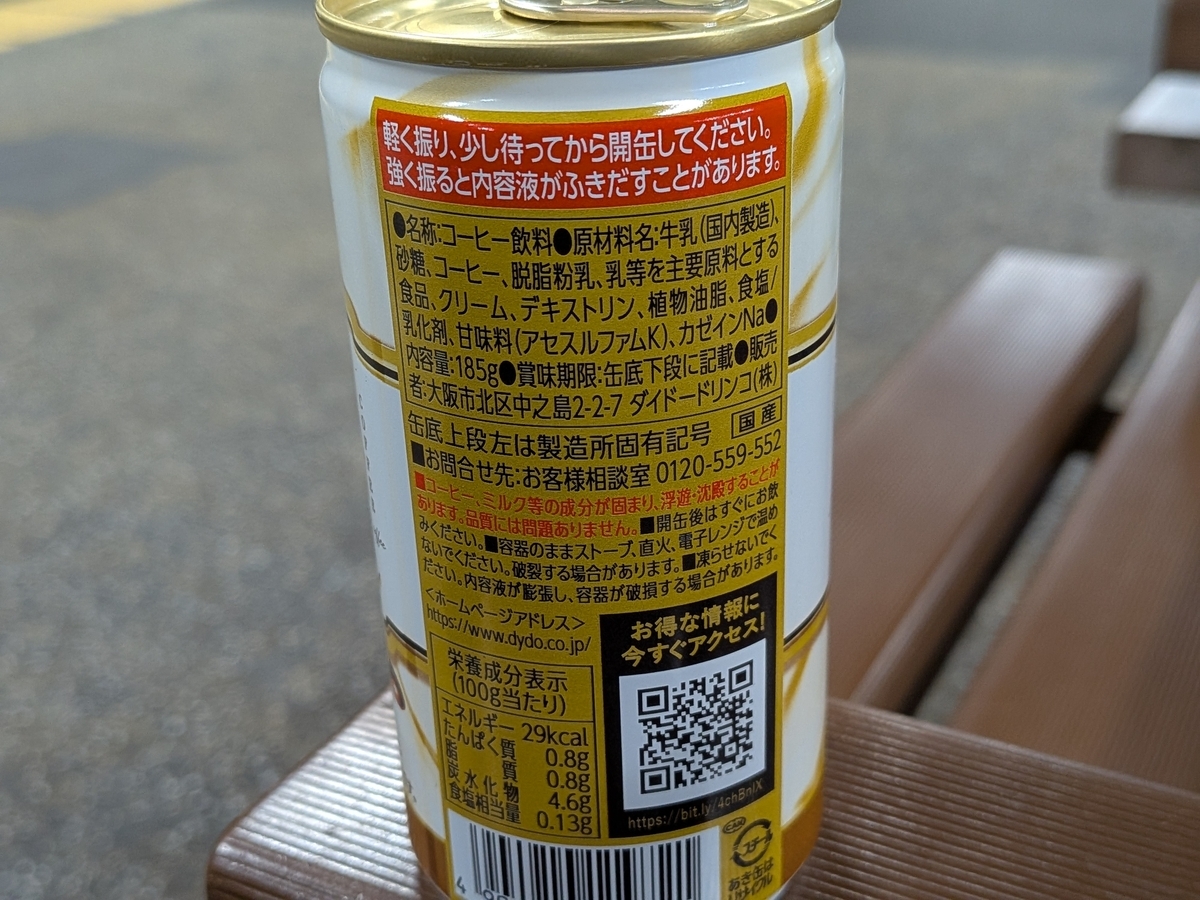 軽く振り、少し待ってから開缶してください。
強く振ると内容液がふきだすことがあります。
●名称:コーヒー飲料●原材料名:牛乳(国内製造)、
砂糖、コーヒー、脱脂粉乳、乳等を主要原料とする
食品、クリーム、デキストリン、植物油脂、食塩/
乳化剤、甘味料(アセスルファムK)、カゼインNa●
内容量:185g●賞味期限:缶底下段に記載●販売
者:大阪市北区中之島2-2-7 ダイドードリンコ(株)
缶底上段左は製造所固有記号 国産
■お問合せ先:お客様相談室 0120-559-552
■コーヒー、ミルク等の成分が固まり、浮遊・沈殿することが
あります。品質には問題ありません。■開缶後はすぐにお飲
みください。■容器のままストーブ、直火、電子レンジで温め
ないでください。破裂する場合があります。■凍らせないでく
ださい。内容液が膨張し、容器が破損する場合があります。
<ホームページアドレス>
https://www.dydo.co.jp/
栄養成分表示
(100g当たり)
エネルギー 29kcal
たんぱく質 0.8g
脂質 0.8g
炭水化物 4.6g
食塩相当量 0.13g
お得な情報に
今すぐアクセス!
https://bit.ly/4chBnIX
CAN
スチール
あき缶は
リサイクル